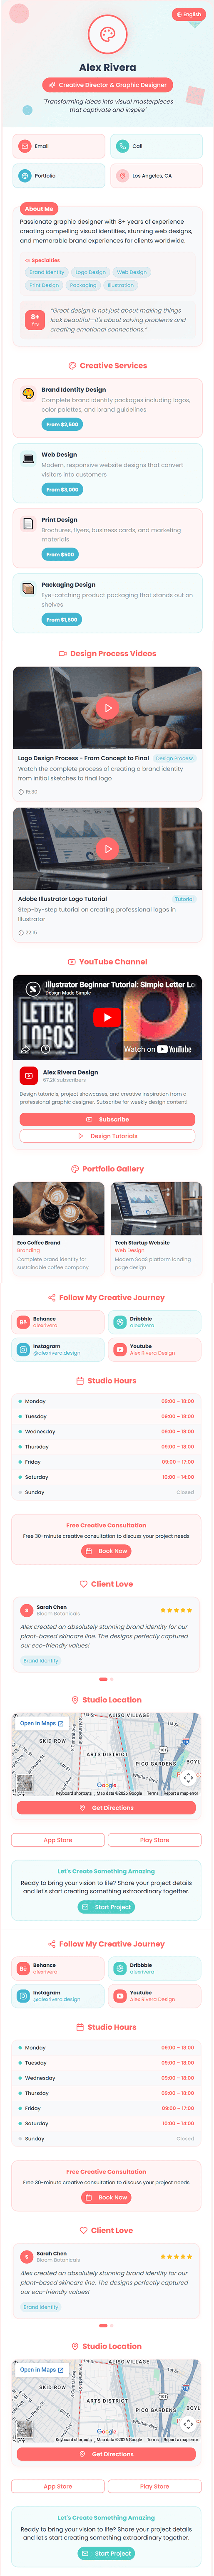 English
Alex Rivera
Creative Director & Graphic Designer
"Transforming ideas into visual masterpieces
that captivate and inspire"
Email
Call
Portfolio
Los Angeles, CA
About Me
Passionate graphic designer with 8+ years of experience
creating compelling visual identities, stunning web designs,
and memorable brand experiences for clients worldwide.
Specialties
Brand Identity
Logo Design
Web Design
Print Design
Packaging
Illustration
8+
Yrs
"Great design is not just about making things
look beautiful—it's about solving problems and
creating emotional connections."
Creative Services
Brand Identity Design
Complete brand identity packages including logos,
color palettes, and brand guidelines
From $2,500
Web Design
Modern, responsive website designs that convert
visitors into customers
From $3,000
Print Design
Brochures, flyers, business cards, and marketing
materials
From $500
Packaging Design
Eye-catching product packaging that stands out on
shelves
From $1,500
Design Process Videos
Logo Design Process - From Concept to Final
Design Process
Watch the complete process of creating a brand identity
from initial sketches to final logo
15:30
Adobe Illustrator Logo Tutorial
Tutorial
Step-by-step tutorial on creating professional logos in
Illustrator
22:15
YouTube Channel
Illustrator Beginner Tutorial: Simple Letter Lo
Design Made Simple
LETTER
LOGOS
Watch on YouTube
Alex Rivera Design
87.2K subscribers
Design tutorials, project showcases, and creative inspiration from a
professional graphic designer. Subscribe for weekly design content!
Subscribe
Design Tutorials
Portfolio Gallery
Eco Coffee Brand
Branding
Complete brand identity for
sustainable coffee company
Tech Startup Website
Web Design
Modern SaaS platform landing
page design
Follow My Creative Journey
Behance
alexrivera
Dribbble
alexrivera
Instagram
@alexrivera.design
Youtube
Alex Rivera Design
Studio Hours
Monday 09:00 - 18:00
Tuesday 09:00 - 18:00
Wednesday 09:00 - 18:00
Thursday 09:00 - 18:00
Friday 09:00 - 17:00
Saturday 10:00 - 14:00
Sunday Closed
Free Creative Consultation
Free 30-minute creative consultation to discuss your project needs
Book Now
Client Love
S
Sarah Chen
Bloom Botanicals
Alex created an absolutely stunning brand identity for our
plant-based skincare line. The designs perfectly captured
our eco-friendly values!
Brand Identity
Studio Location
Open in Maps
ALISO VILLAGE
SKID ROW
ARTS DISTRICT
PICO GARDENS
BOYL
101
Google
Keyboard shortcuts Map data ©2026 Google Terms Report a map error
Get Directions
App Store
Play Store
Let's Create Something Amazing
Ready to bring your vision to life? Share your project details
and let's start creating something extraordinary together.
Start Project
Follow My Creative Journey
Behance
alexrivera
Dribbble
alexrivera
Instagram
@alexrivera.design
Youtube
Alex Rivera Design
Studio Hours
Monday 09:00 - 18:00
Tuesday 09:00 - 18:00
Wednesday 09:00 - 18:00
Thursday 09:00 - 18:00
Friday 09:00 - 17:00
Saturday 10:00 - 14:00
Sunday Closed
Free Creative Consultation
Free 30-minute creative consultation to discuss your project needs
Book Now
Client Love
S
Sarah Chen
Bloom Botanicals
Alex created an absolutely stunning brand identity for our
plant-based skincare line. The designs perfectly captured
our eco-friendly values!
Brand Identity
Studio Location
Open in Maps
ALISO VILLAGE
SKID ROW
ARTS DISTRICT
PICO GARDENS
BOYL
101
Google
Keyboard shortcuts Map data ©2026 Google Terms Report a map error
Get Directions
App Store
Play Store
Let's Create Something Amazing
Ready to bring your vision to life? Share your project details
and let's start creating something extraordinary together.
Start Project